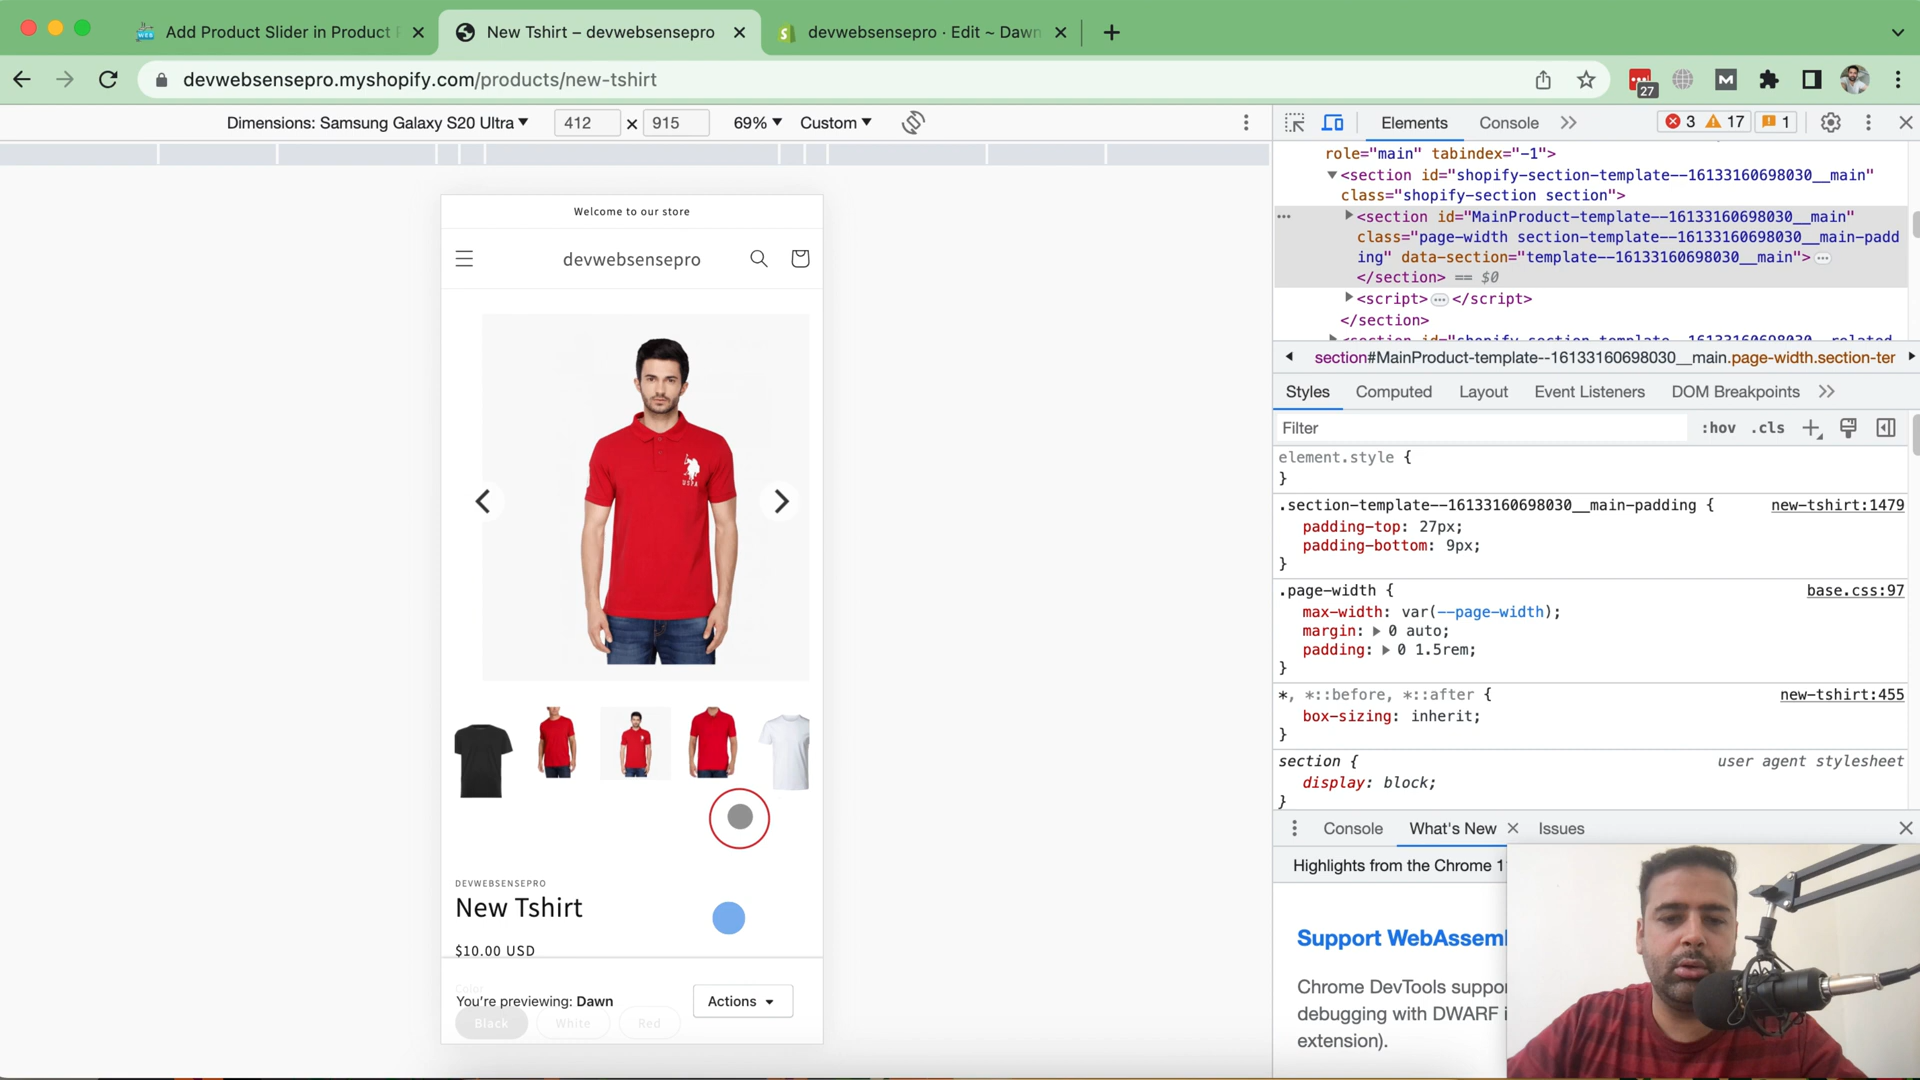 Add Product Slider in Product P
New Tshirt – devwebsensepro
devwebsensepro · Edit ~ Dawn
devwebsensepro.myshopify.com/products/new-tshirt
27
M
Dimensions: Samsung Galaxy S20 Ultra
412 × 915
69%
Custom
Welcome to our store
devwebsensepro
USPA
DEVWEBSENSEPRO
New Tshirt
$10.00 USD
Color
You're previewing: Dawn
Actions
Black
White
Red
Elements
Console
3
17
1
role="main" tabindex="-1">
<section id="shopify-section-template--16133160698030__main"
class="shopify-section section">
<section id="MainProduct-template--16133160698030__main"
class="page-width section-template--16133160698030__main-padd
ing" data-section="template--16133160698030__main">
</section> == $0
<script> … </script>
</section>
section#MainProduct-template--16133160698030__main.page-width.section-ter
Styles
Computed
Layout
Event Listeners
DOM Breakpoints
Filter
:hov .cls
element.style {
}
.section-template--16133160698030__main-padding {
new-tshirt:1479
padding-top: 27px;
padding-bottom: 9px;
}
.page-width {
base.css:97
max-width: var(--page-width);
margin: 0 auto;
padding: 0 1.5rem;
}
*, *::before, *::after {
new-tshirt:455
box-sizing: inherit;
}
section {
user agent stylesheet
display: block;
}
Console
What's New
Issues
Highlights from the Chrome 1
Support WebAssem
Chrome DevTools suppo
debugging with DWARF i
extension).